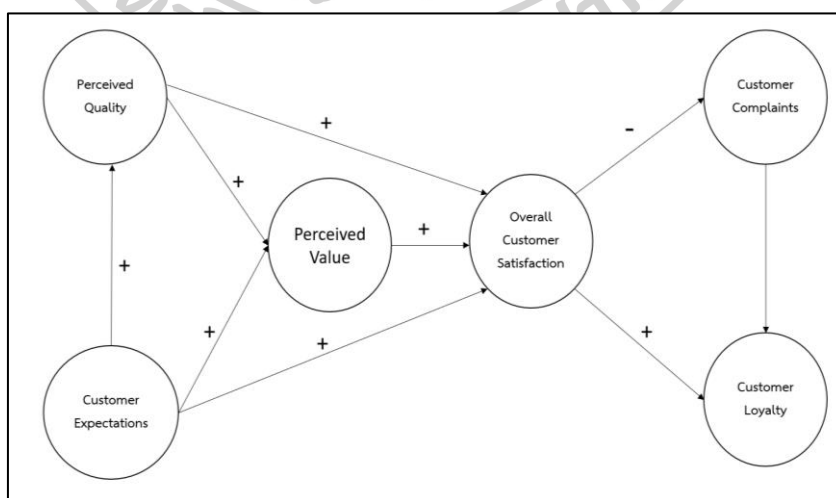 Perceived
Quality
Customer
Complaints
+
-
+
Perceived
Value
+
Overall
Customer
Satisfaction
+
+
+
+
Customer
Expectations
Customer
Loyalty